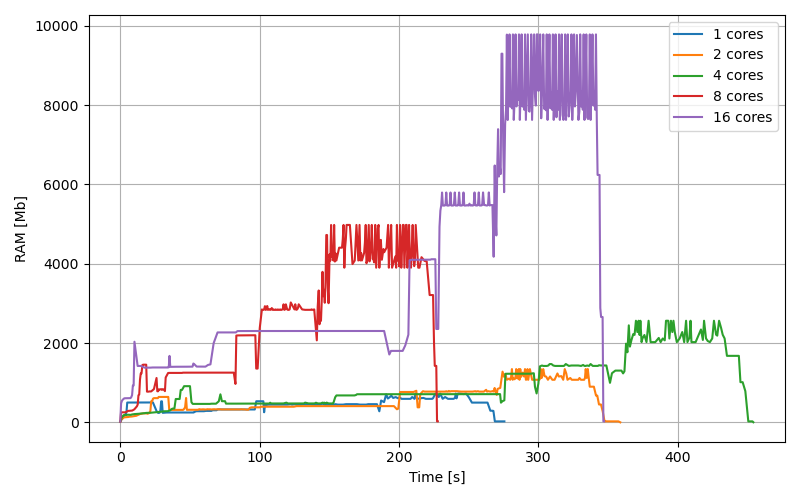 10000
8000
6000
4000
2000
0
RAM [Mb]
0 100 200 300 400
Time [s]
1 cores
2 cores
4 cores
8 cores
16 cores